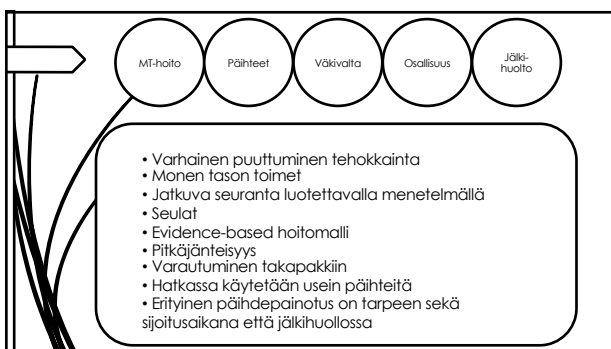 MT-hoito
Päihteet
Väkivalta
Osallisuus
Jälki-
huolto
• Varhainen puuttuminen tehokkainta
• Monen tason toimet
• Jatkuva seuranta luotettavalla menetelmällä
• Seulat
• Evidence-based hoitomalli
• Pitkäjänteisyys
• Varautuminen takapakkiin
• Hatkassa käytetään usein päihteitä
• Erityinen päihdepainotus on tarpeen sekä
sijoitusaikana että jälkihuollossa